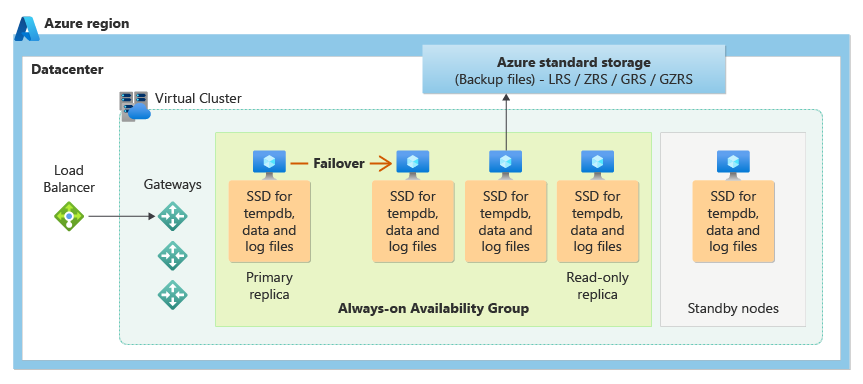 Azure region
Datacenter
Azure standard storage
(Backup files) - LRS / ZRS / GRS / GZRS
Virtual Cluster
Load
Balancer
Gateways
Failover
SSD for
tempdb,
data and
log files
SSD for
tempdb,
data and
log files
SSD for
tempdb,
data and
log files
SSD for
tempdb,
data and
log files
SSD for
tempdb,
data and
log files
Primary
replica
Read-only
replica
Always-on Availability Group
Standby nodes